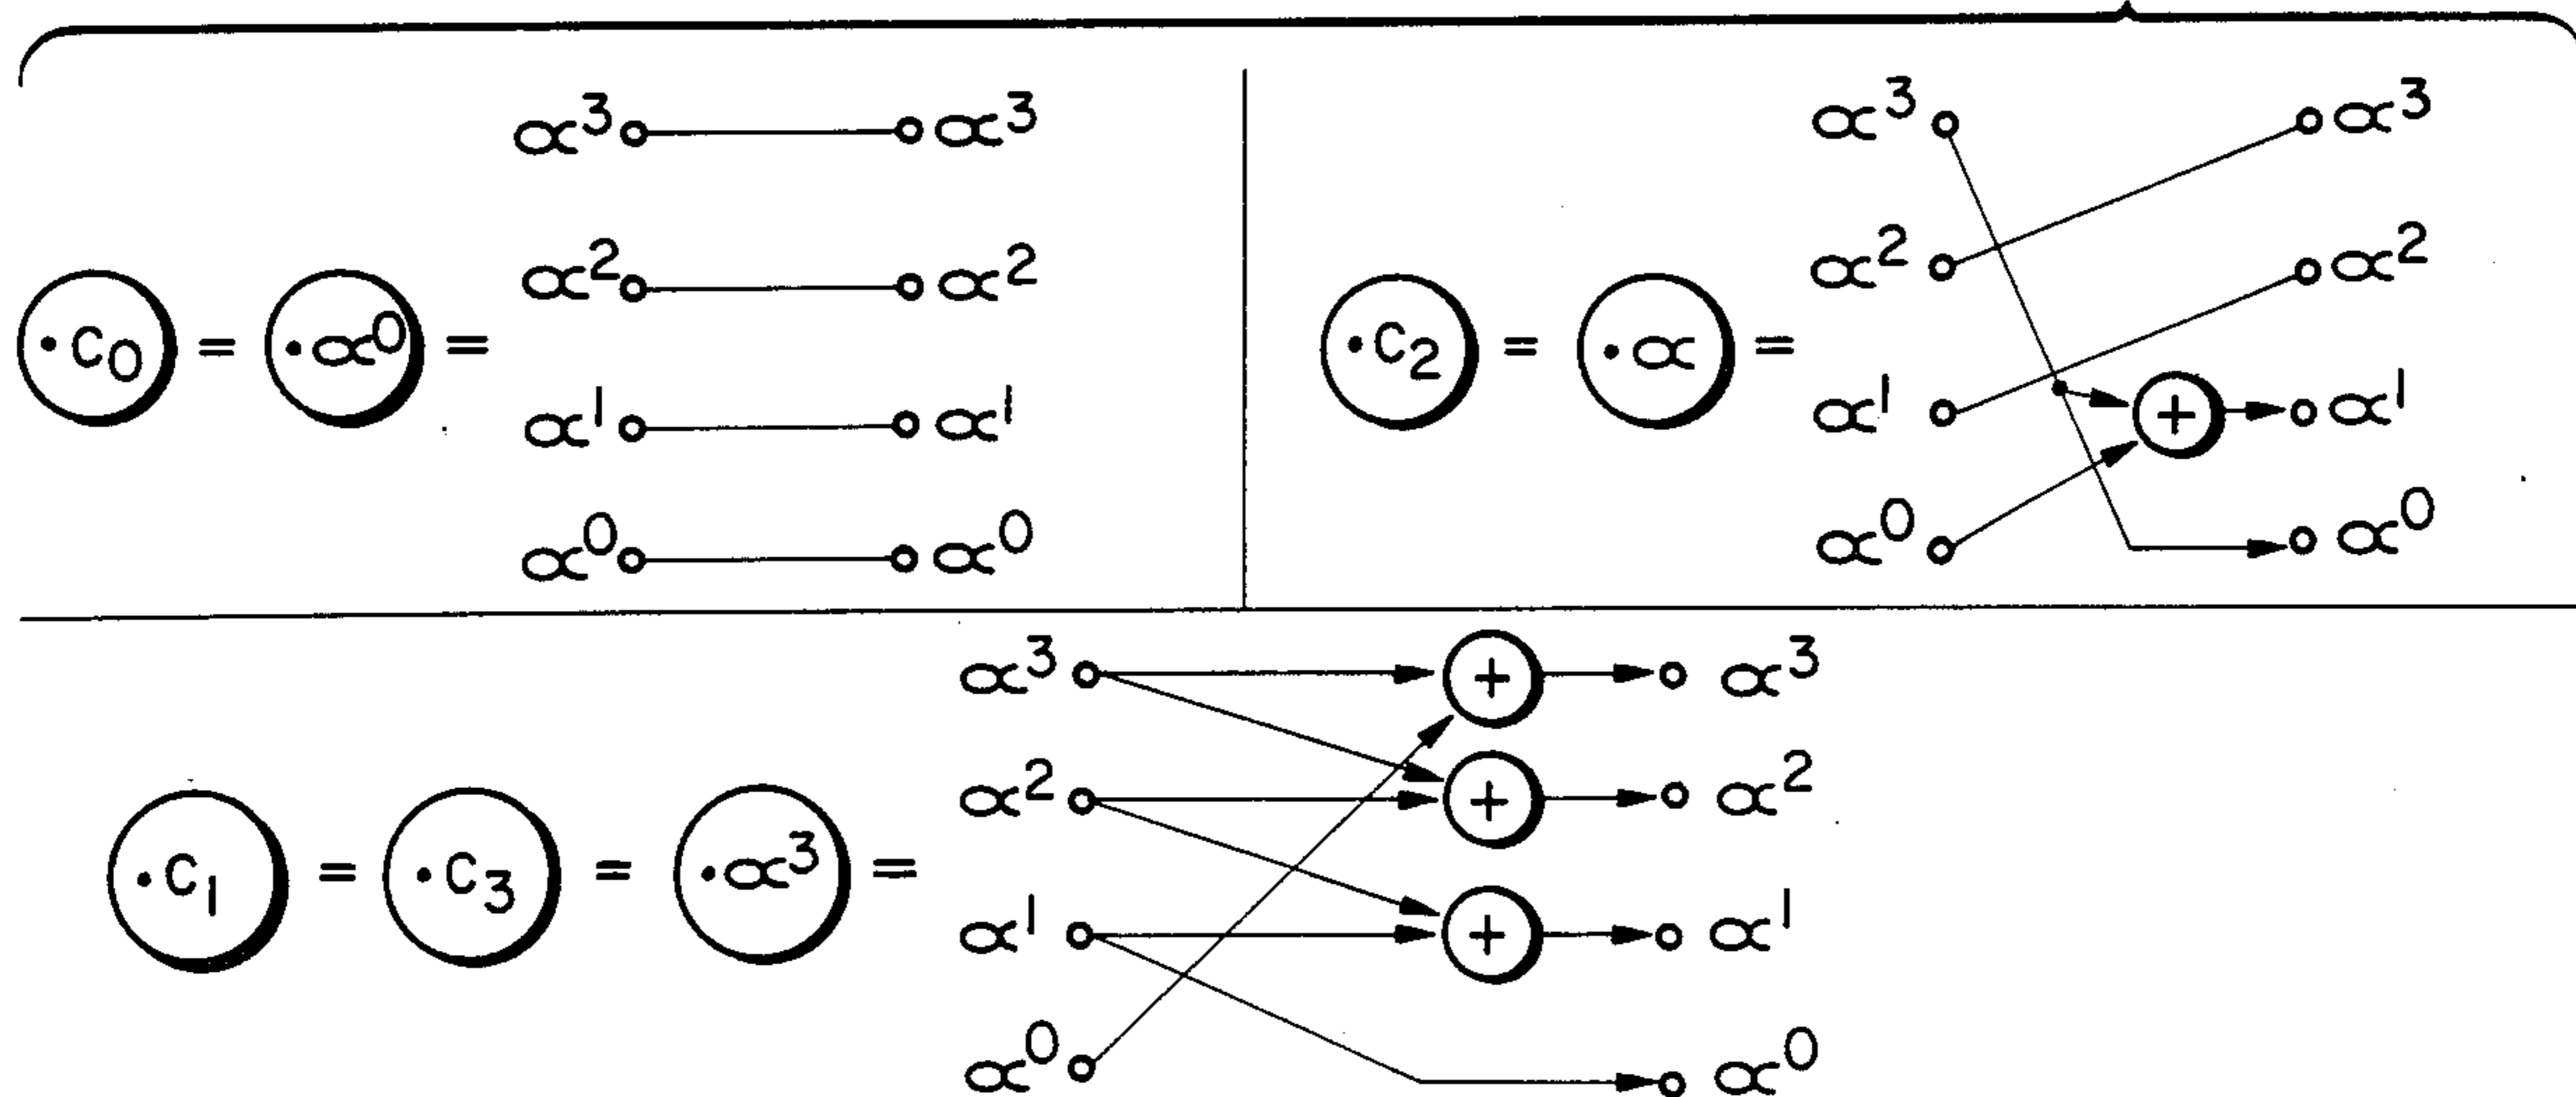 α³ α³
α² α²
·C₀ = ·α⁰ =
α¹ α¹
α⁰ α⁰
α³ α³
α² α²
·C₂ = ·α =
α¹ + α¹
α⁰ α⁰
α³ + α³
α² + α²
·C₁ = ·C₃ = ·α³ =
α¹ + α¹
α⁰ α⁰